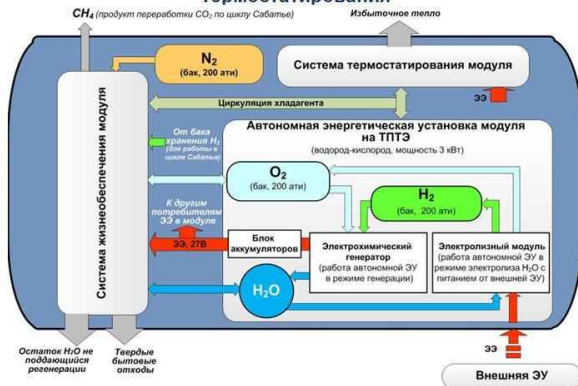 термостатирования
CH₄ (продукт переработки CO₂ по циклу Сабатье)
Избыточное тепло
N₂
(бак, 200 ати)
Система термостатирования модуля
ЭЭ
Циркуляция хладагента
Система жизнеобеспечения модуля
От бака
хранения H₂
(для работы в
цикле Сабатье)
Автономная энергетическая установка модуля
на ТПТЭ
(водород-кислород, мощность 3 кВт)
O₂
(бак, 200 ати)
H₂
(бак, 200 ати)
К другим
потребителям
ЭЭ в модуле
ЭЭ, 27В
Блок
аккумуляторов
Электрохимический
генератор
(работа автономной ЭУ
в режиме генерации)
Электролизный модуль
(работа автономной ЭУ в
режиме электролиза H₂O с
питанием от внешней ЭУ)
H₂O
Остаток H₂O не
поддающийся
регенерации
Твердые
бытовые
отходы
ЭЭ
Внешняя ЭУ